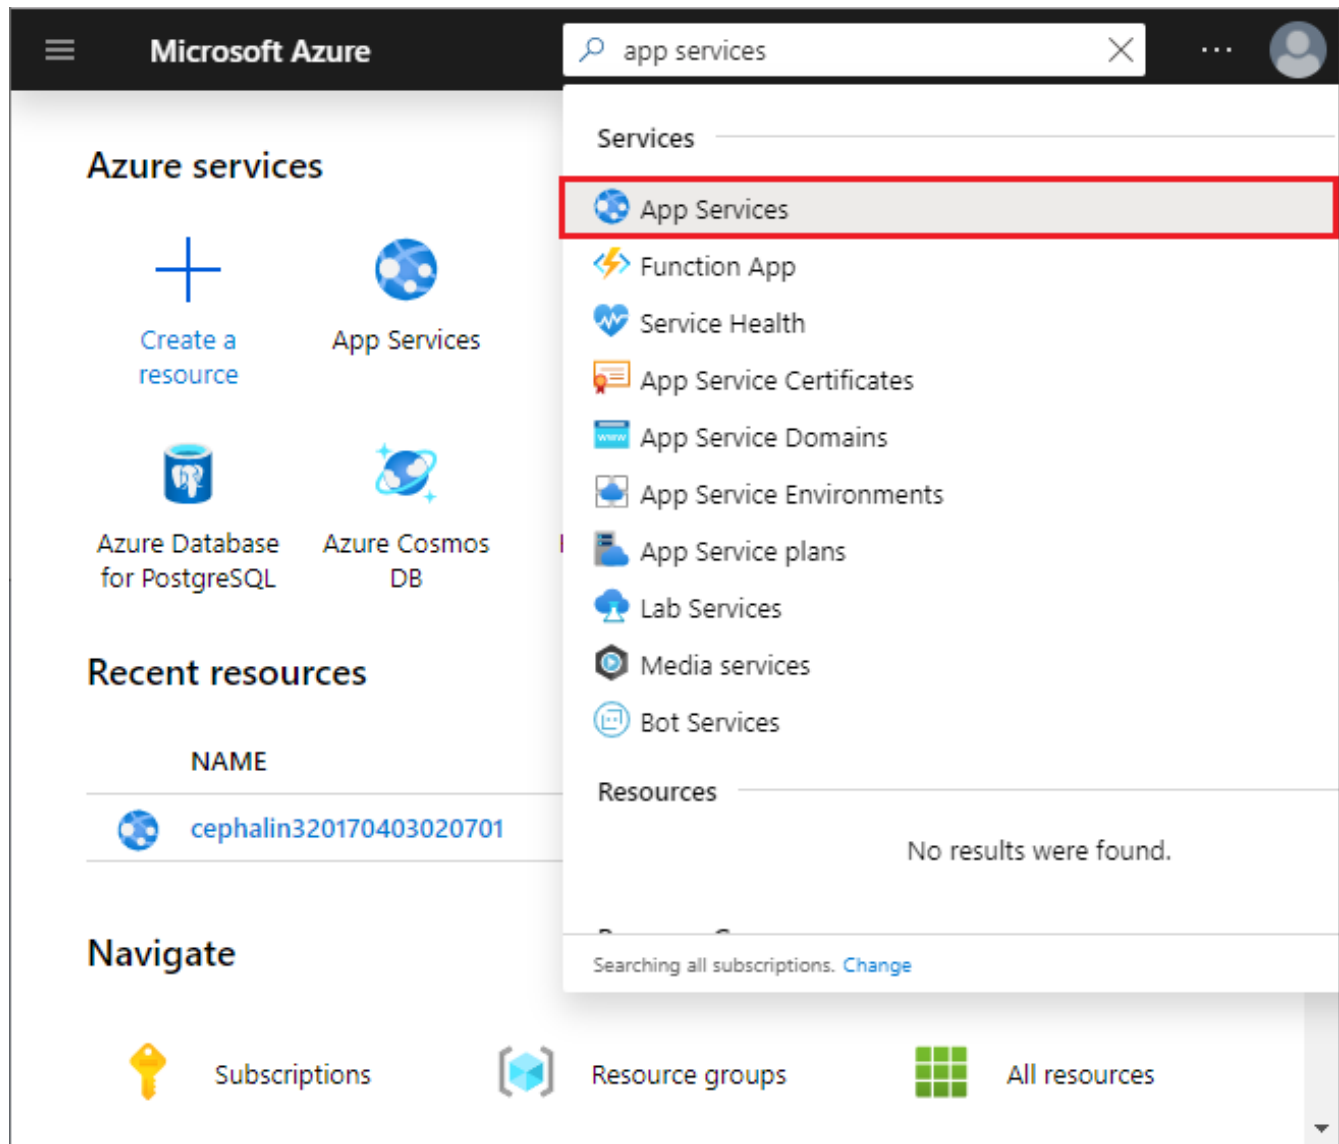 Microsoft Azure
app services
Azure services
Create a
resource
App Services
Azure Database
for PostgreSQL
Azure Cosmos
DB
Recent resources
NAME
cephalin320170403020701
Navigate
Subscriptions
Resource groups
All resources
Services
App Services
Function App
Service Health
App Service Certificates
www
App Service Domains
App Service Environments
App Service plans
Lab Services
Media services
Bot Services
Resources
No results were found.
Searching all subscriptions. Change